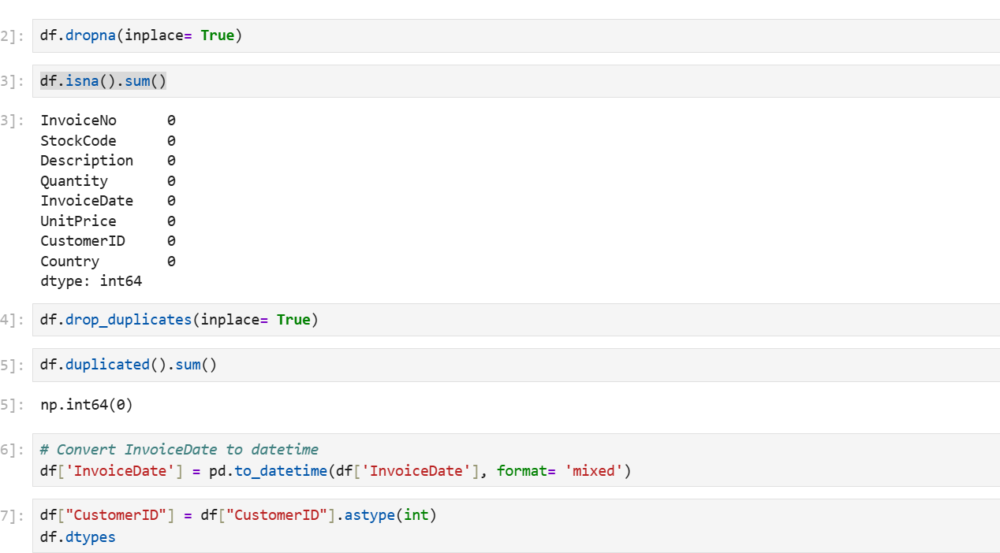 2]: df.dropna(inplace= True)
3]: df.isna().sum()
3]: InvoiceNo      0
StockCode      0
Description    0
Quantity       0
InvoiceDate    0
UnitPrice      0
CustomerID     0
Country        0
dtype: int64
4]: df.drop_duplicates(inplace= True)
5]: df.duplicated().sum()
5]: np.int64(0)
6]: # Convert InvoiceDate to datetime
df['InvoiceDate'] = pd.to_datetime(df['InvoiceDate'], format= 'mixed')
7]: df["CustomerID"] = df["CustomerID"].astype(int)
df.dtypes